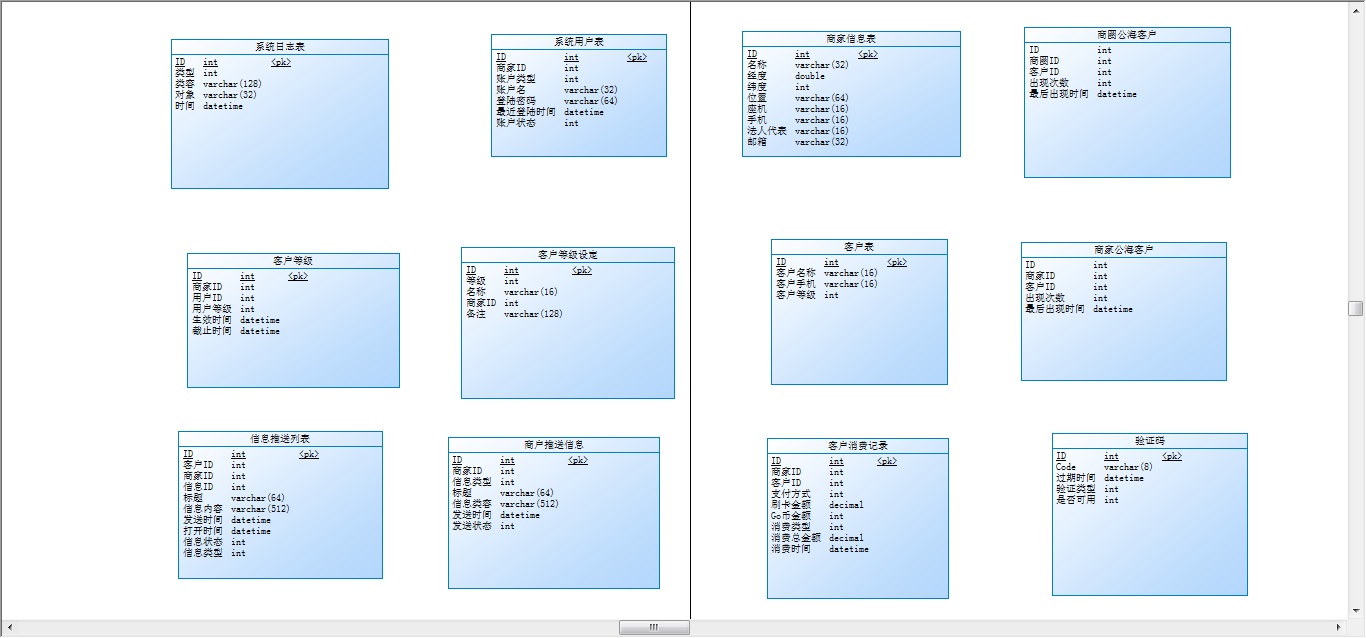 系统日志表
ID int <pk>
类型 int
类容 varchar(128)
对象 varchar(32)
时间 datetime
系统用户表
ID int <pk>
商家ID int
账户类型 int
账户名 varchar(32)
登陆密码 varchar(64)
最近登陆时间 datetime
账户状态 int
商家信息表
ID int <pk>
名称 varchar(32)
经度 double
纬度 int
位置 varchar(64)
座机 varchar(16)
手机 varchar(16)
法人代表 varchar(16)
邮箱 varchar(32)
商圆公海客户
ID int
商圆ID int
客户ID int
出现次数 int
最后出现时间 datetime
客户等级
ID int <pk>
商家ID int
用户ID int
用户等级 int
生效时间 datetime
截止时间 datetime
客户等级设定
ID int <pk>
等级 int
名称 varchar(16)
商家ID int
备注 varchar(128)
客户表
ID int <pk>
客户名称 varchar(16)
客户手机 varchar(16)
客户等级 int
商家公海客户
ID int
商家ID int
客户ID int
出现次数 int
最后出现时间 datetime
信息推送列表
ID int <pk>
客户ID int
商家ID int
信息ID int
标题 varchar(64)
信息内容 varchar(512)
发送时间 datetime
打开时间 datetime
信息状态 int
信息类型 int
商户推送信息
ID int <pk>
商家ID int
信息类型 int
标题 varchar(64)
信息类容 varchar(512)
发送时间 datetime
发送状态 int
客户消费记录
ID int <pk>
商家ID int
客户ID int
支付方式 int
刷卡金额 decimal
Go币金额 int
消费类型 int
消费总金额 decimal
消费时间 datetime
验证码
ID int <pk>
Code varchar(8)
过期时间 datetime
验证类型 int
是否可用 int